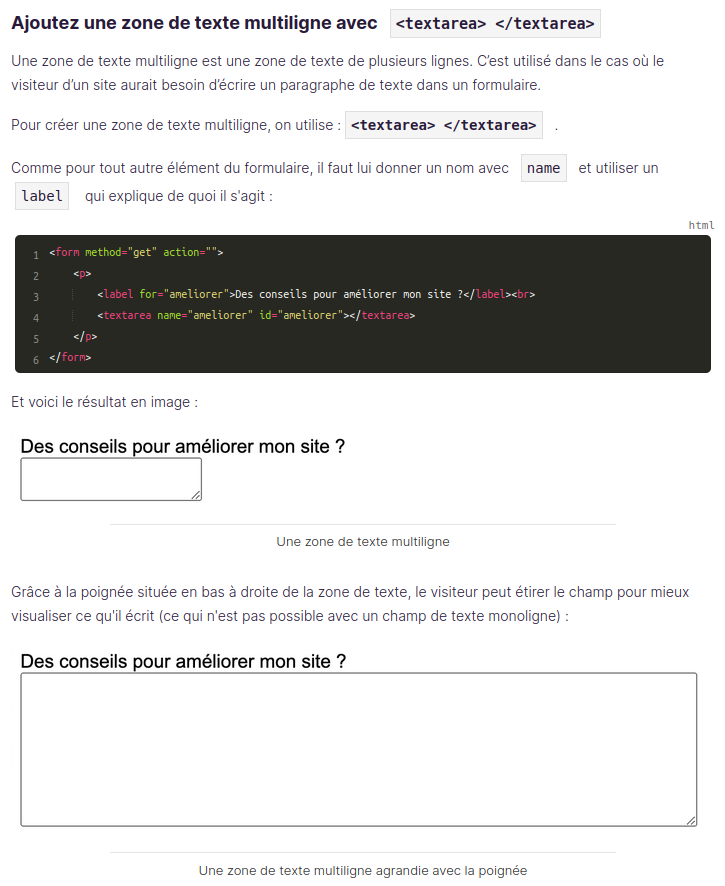 Ajoutez une zone de texte multiligne avec <textarea> </textarea>
Une zone de texte multiligne est une zone de texte de plusieurs lignes. C’est utilisé dans le cas où le
visiteur d’un site aurait besoin d’écrire un paragraphe de texte dans un formulaire.
Pour créer une zone de texte multiligne, on utilise : <textarea> </textarea> .
Comme pour tout autre élément du formulaire, il faut lui donner un nom avec name et utiliser un
label qui explique de quoi il s'agit :
html
1 <form method="get" action="">
2 <p>
3 <label for="ameliorer">Des conseils pour améliorer mon site ?</label><br>
4 <textarea name="ameliorer" id="ameliorer"></textarea>
5 </p>
6 </form>
Et voici le résultat en image :
Des conseils pour améliorer mon site ?
Une zone de texte multiligne
Grâce à la poignée située en bas à droite de la zone de texte, le visiteur peut étirer le champ pour mieux
visualiser ce qu'il écrit (ce qui n'est pas possible avec un champ de texte monoligne) :
Des conseils pour améliorer mon site ?
Une zone de texte multiligne agrandie avec la poignée